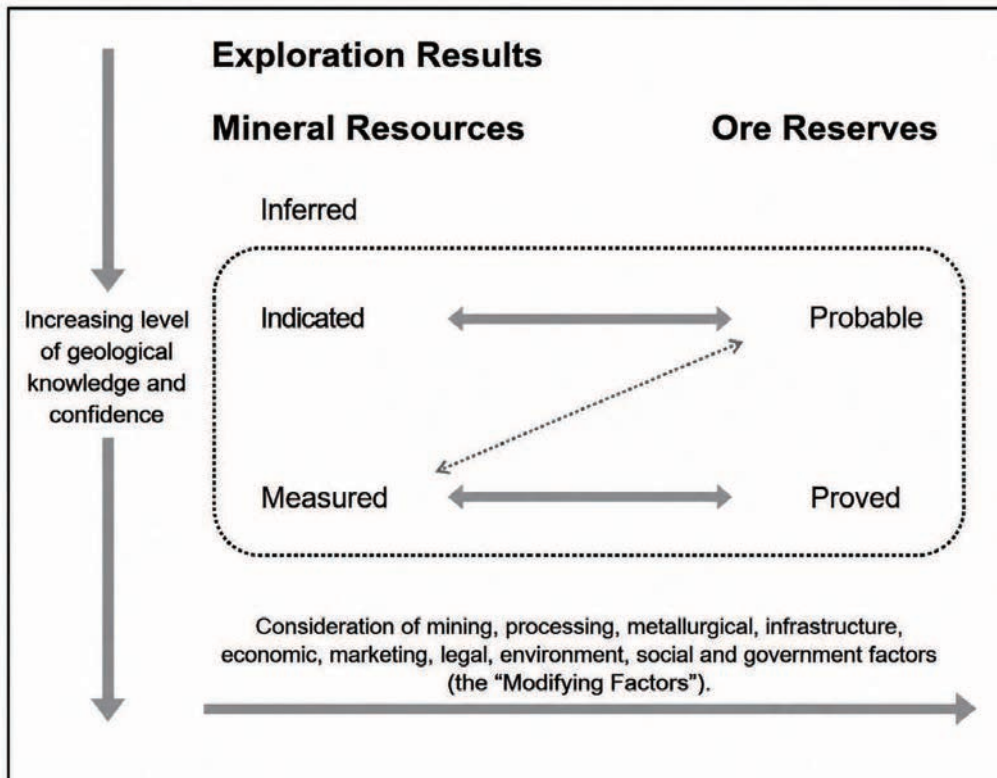 Exploration Results
Mineral Resources
Ore Reserves
Inferred
Indicated
Probable
Increasing level
of geological
knowledge and
confidence
Measured
Proved
Consideration of mining, processing, metallurgical, infrastructure,
economic, marketing, legal, environment, social and government factors
(the “Modifying Factors”).